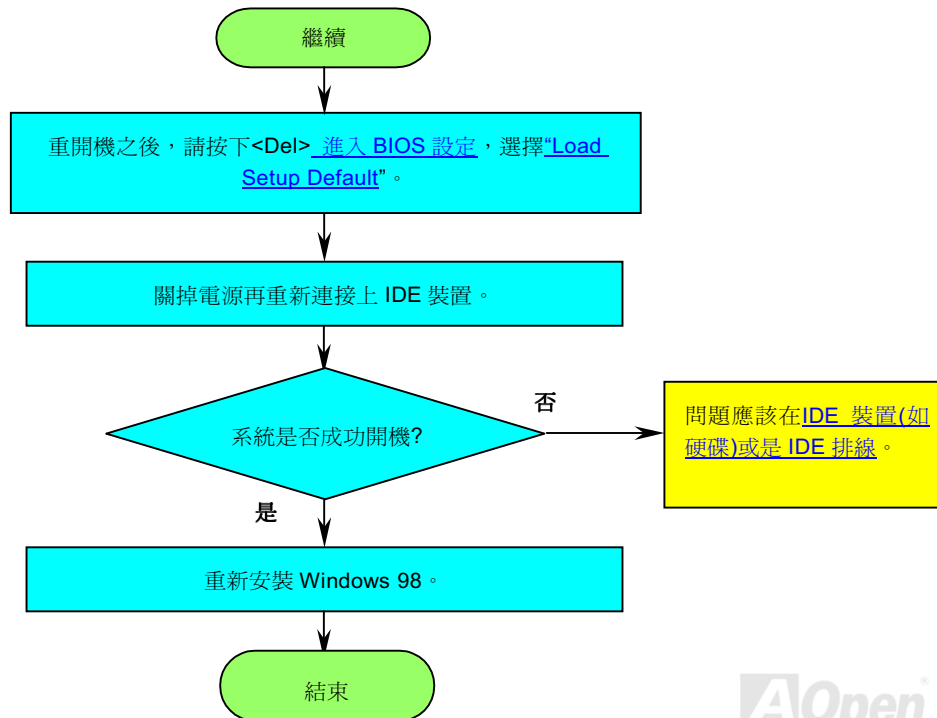 繼續
重開機之後，請按下<Del> 進入 BIOS 設定，選擇“Load
Setup Default”。
關掉電源再重新連接上 IDE 裝置。
系統是否成功開機?
否
問題應該在IDE 裝置(如
硬碟)或是 IDE 排線。
是
重新安裝 Windows 98。
結束
AOpen®